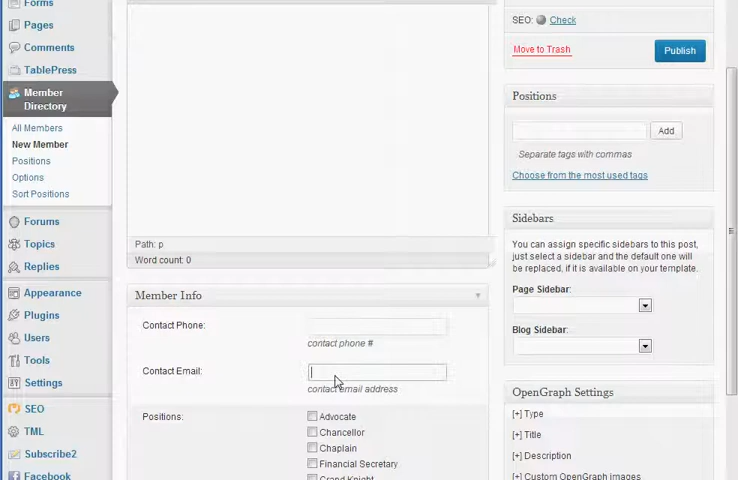 Forms
Pages
Comments
TablePress
Member
Directory
All Members
New Member
Positions
Options
Sort Positions
Forums
Topics
Replies
Appearance
Plugins
Users
Tools
Settings
SEO
TML
Subscribe2
Facebook
Path: p
Word count: 0
Member Info
Contact Phone:
contact phone #
Contact Email:
contact email address
Positions:
Advocate
Chancellor
Chaplain
Financial Secretary
Grand Knight
SEO: Check
Move to Trash
Publish
Positions
Add
Separate tags with commas
Choose from the most used tags
Sidebars
You can assign specific sidebars to this post,
just select a sidebar and the default one will
be replaced, if it is available on your template.
Page Sidebar:
Blog Sidebar:
OpenGraph Settings
[+] Type
[+] Title
[+] Description
[+] Custom OpenGraph images